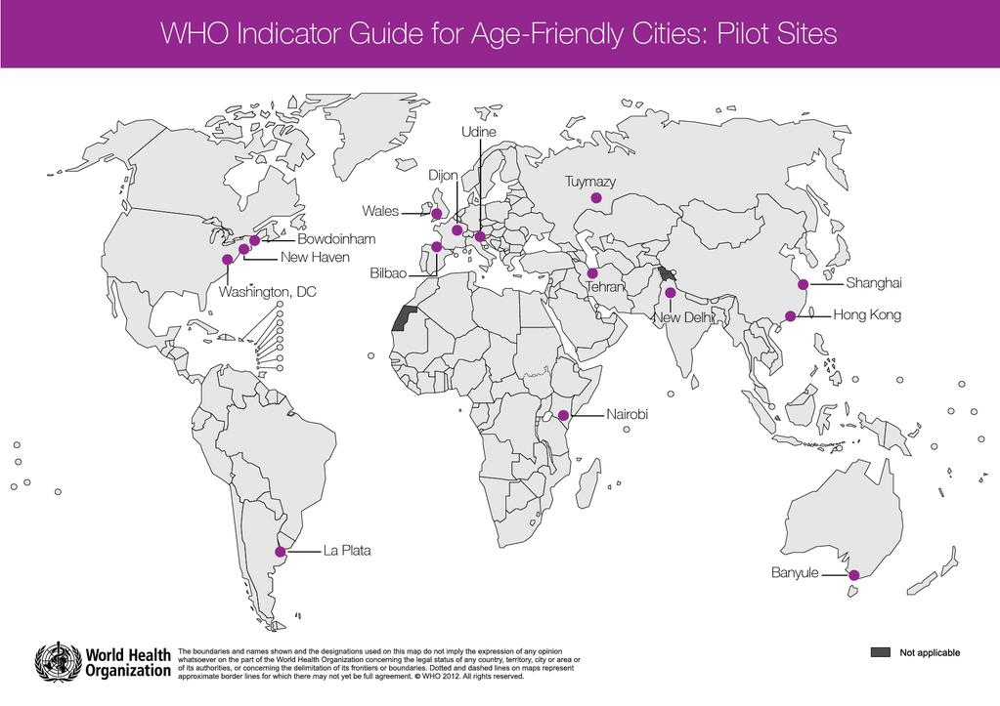 WHO Indicator Guide for Age-Friendly Cities: Pilot Sites
Udine
Dijon
Tuymazy
Wales
Bowdoinham
New Haven
Bilbao
Washington, DC
Tehran
Shanghai
New Delhi
Hong Kong
Nairobi
La Plata
Banyule
World Health
Organization
The boundaries and names shown and the designations used on this map do not imply the expression of any opinion
whatsoever on the part of the World Health Organization concerning the legal status of any country, territory, city or area or
of its authorities, or concerning the delimitation of its frontiers or boundaries. Dotted and dashed lines on maps represent
approximate border lines for which there may not yet be full agreement. © WHO 2012. All rights reserved.
Not applicable